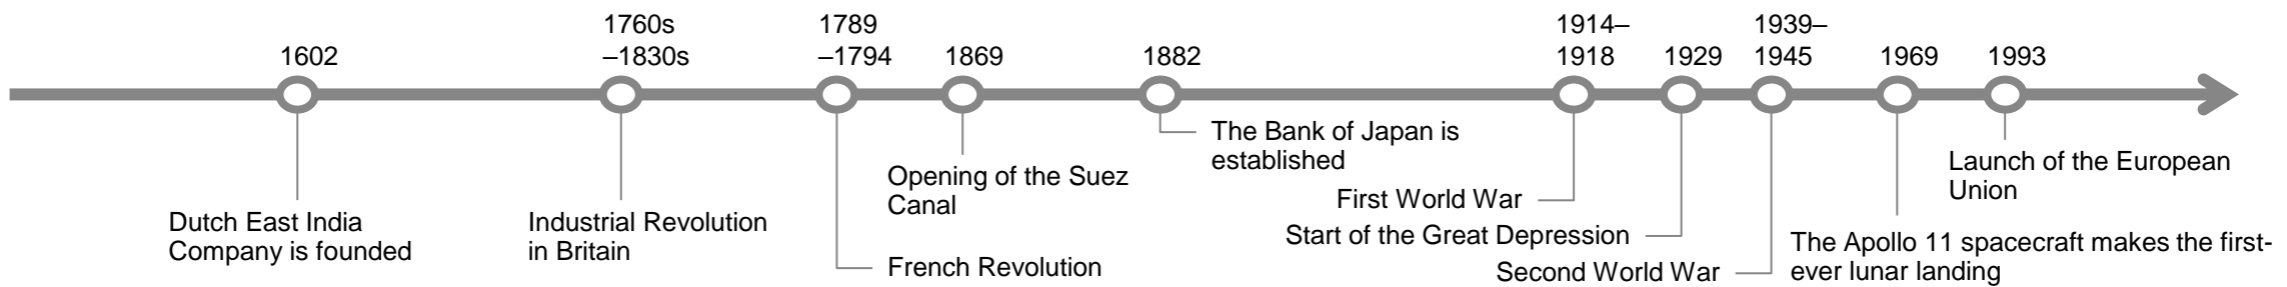 1602
1760s
–1830s
1789
–1794
1869
1882
1914–
1918
1929
1939–
1945
1969
1993
Dutch East India
Company is founded
Industrial Revolution
in Britain
French Revolution
Opening of the Suez
Canal
The Bank of Japan is
established
First World War
Start of the Great Depression
Second World War
The Apollo 11 spacecraft makes the first-
ever lunar landing
Launch of the European
Union